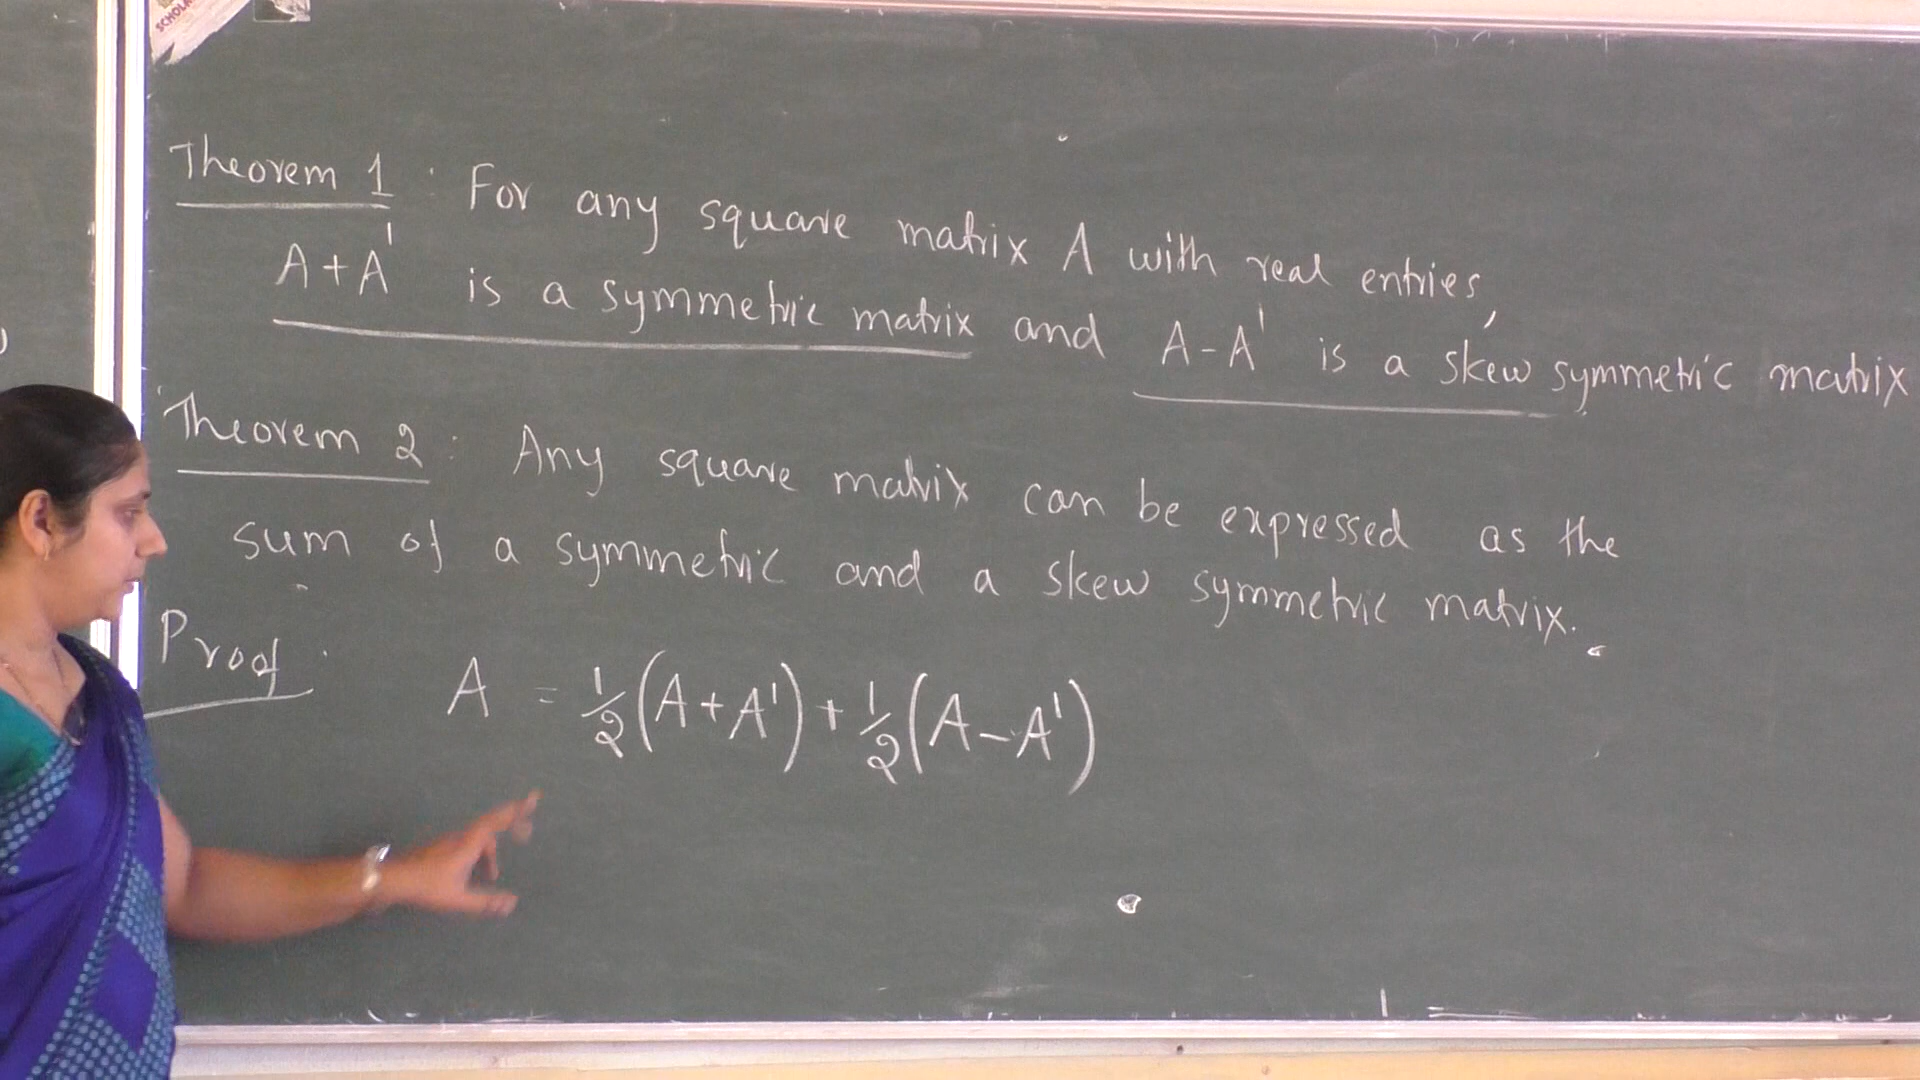 SCHOLA
Theorem 1 : For any square matrix A with real entries,
A+A' is a symmetric matrix and A-A' is a skew symmetric matrix
Theorem 2 : Any square matrix can be expressed as the
sum of a symmetric and a skew symmetric matrix.
Proof : A = 1/2 (A+A') + 1/2 (A-A')